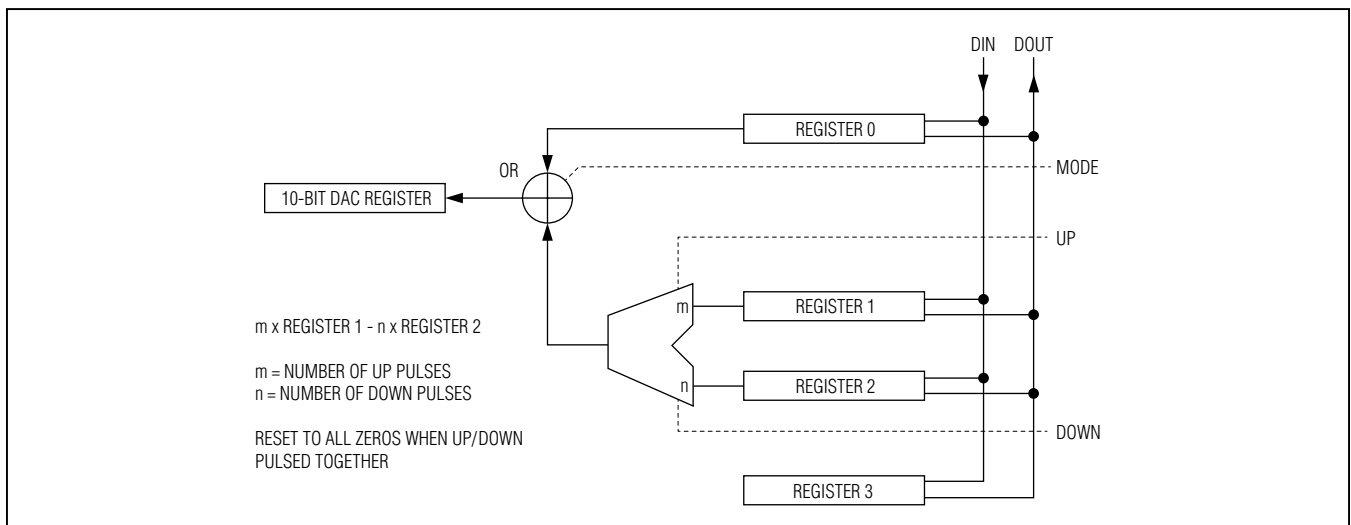 DIN DOUT
REGISTER 0
OR
MODE
10-BIT DAC REGISTER
UP
m
REGISTER 1
m x REGISTER 1 - n x REGISTER 2
m = NUMBER OF UP PULSES
n = NUMBER OF DOWN PULSES
n
REGISTER 2
DOWN
RESET TO ALL ZEROS WHEN UP/DOWN
PULSED TOGETHER
REGISTER 3